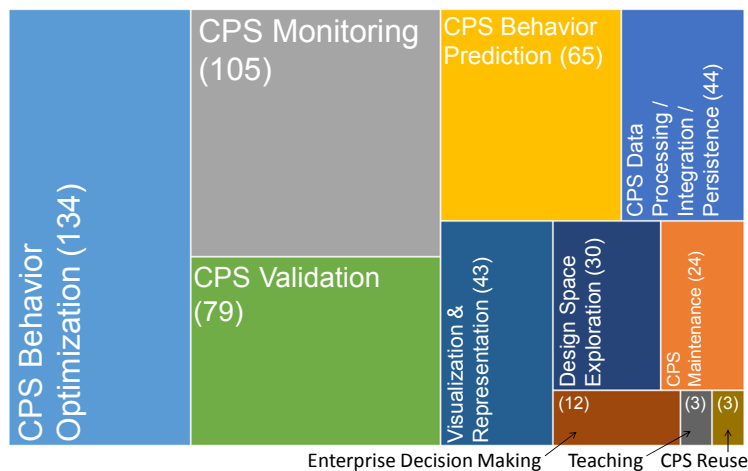 CPS Behavior
Optimization (134)
CPS Monitoring
(105)
CPS Validation
(79)
CPS Behavior
Prediction (65)
CPS Data
Processing /
Integration /
Persistence (44)
Visualization &
Representation (43)
Design Space
Exploration (30)
CPS
Maintenance (24)
(12)
(3)
(3)
Enterprise Decision Making
Teaching
CPS Reuse